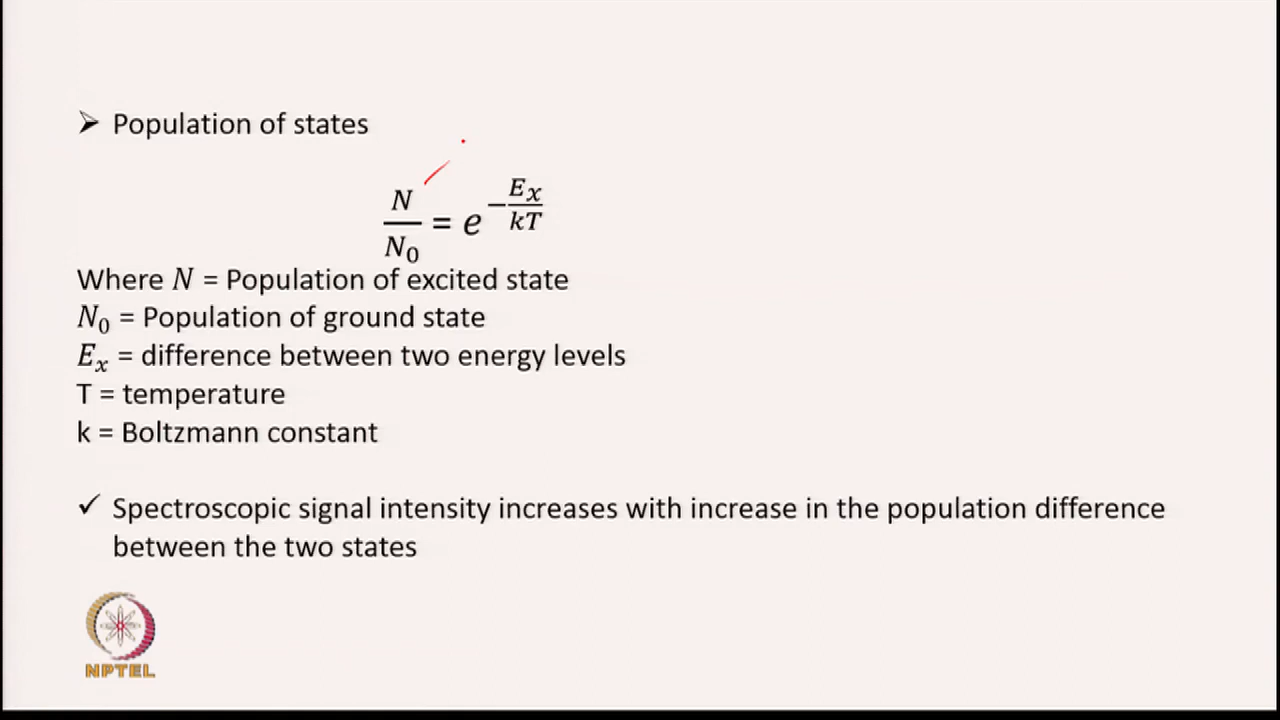 ➢ Population of states
N/N₀ = e^(−Eₓ/kT)
Where N = Population of excited state
N₀ = Population of ground state
Eₓ = difference between two energy levels
T = temperature
k = Boltzmann constant
✓ Spectroscopic signal intensity increases with increase in the population difference
between the two states
NPTEL